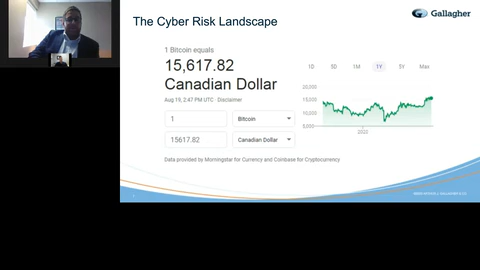 The Cyber Risk Landscape
Gallagher
1 Bitcoin equals
15,617.82
Canadian Dollar
Aug 19, 2:47 PM UTC · Disclaimer
1 Bitcoin
15617.82 Canadian Dollar
Data provided by Morningstar for Currency and Coinbase for Cryptocurrency
1D 5D 1M 1Y 5Y Max
20,000
15,000
10,000
5,000
2020